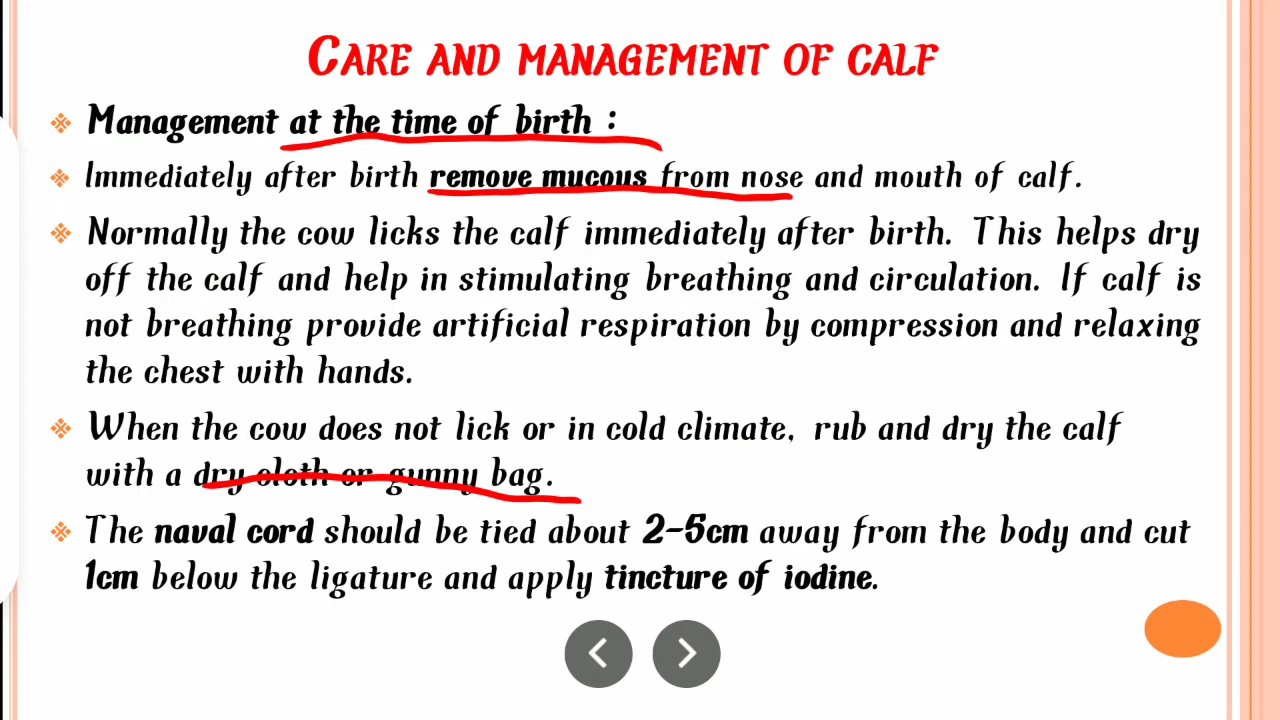 CARE AND MANAGEMENT OF CALF
Management at the time of birth :
Immediately after birth remove mucous from nose and mouth of calf.
Normally the cow licks the calf immediately after birth. This helps dry
off the calf and help in stimulating breathing and circulation. If calf is
not breathing provide artificial respiration by compression and relaxing
the chest with hands.
When the cow does not lick or in cold climate, rub and dry the calf
with a dry cloth or gunny bag.
The naval cord should be tied about 2-5cm away from the body and cut
1cm below the ligature and apply tincture of iodine.